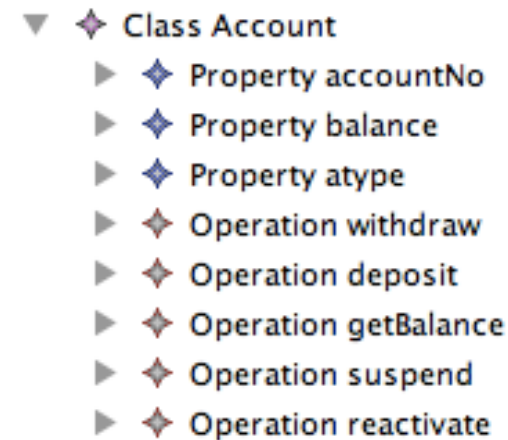 Class Account
Property accountNo
Property balance
Property atype
Operation withdraw
Operation deposit
Operation getBalance
Operation suspend
Operation reactivate